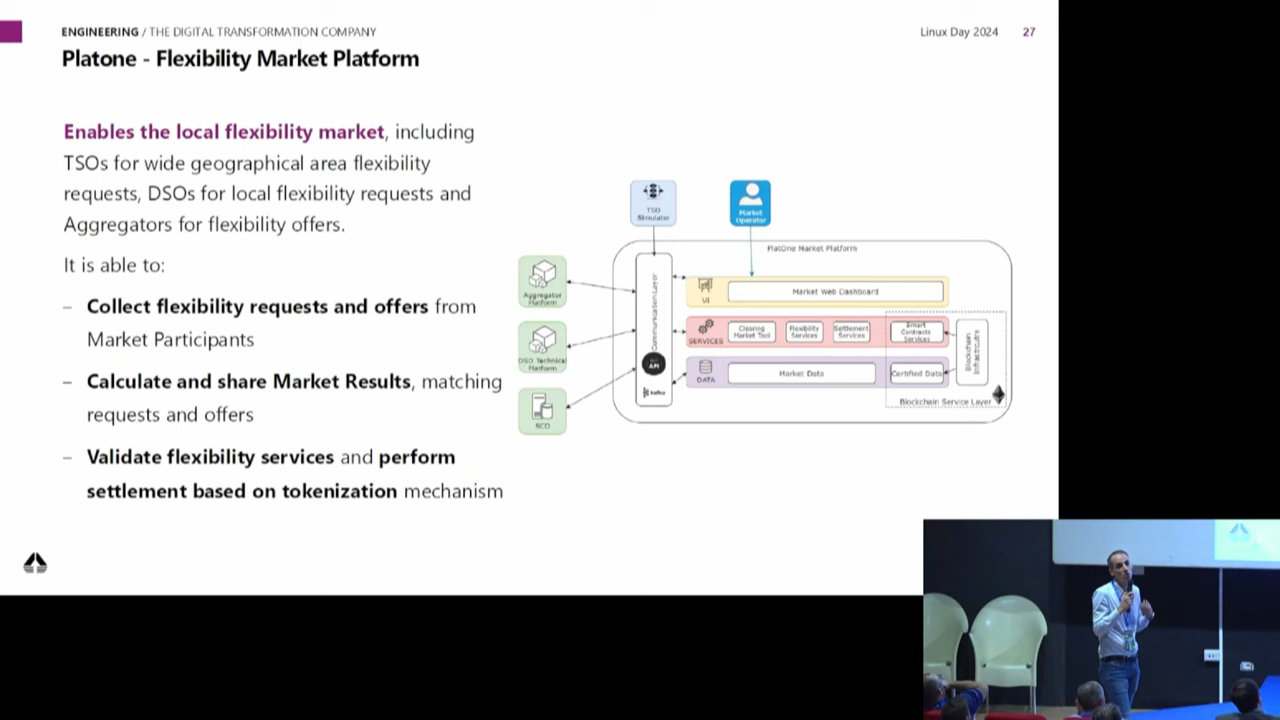 ENGINEERING / THE DIGITAL TRANSFORMATION COMPANY
Linux Day 2024 27
Platone - Flexibility Market Platform
Enables the local flexibility market, including
TSOs for wide geographical area flexibility
requests, DSOs for local flexibility requests and
Aggregators for flexibility offers.
It is able to:
– Collect flexibility requests and offers from
Market Participants
– Calculate and share Market Results, matching
requests and offers
– Validate flexibility services and perform
settlement based on tokenization mechanism
TSO
Simulator
Market
Operator
PlatOne Market Platform
Aggregator
Platform
DSO Technical
Platform
SCD
Communication Layer
API
kafka
UI
Market Web Dashboard
SERVICES
Clearing
Market Tool
Flexibility
Services
Settlement
Services
Smart
Contracts
Services
DATA
Market Data
Certified Data
Blockchain
Infrastrcutre
Blockchain Service Layer